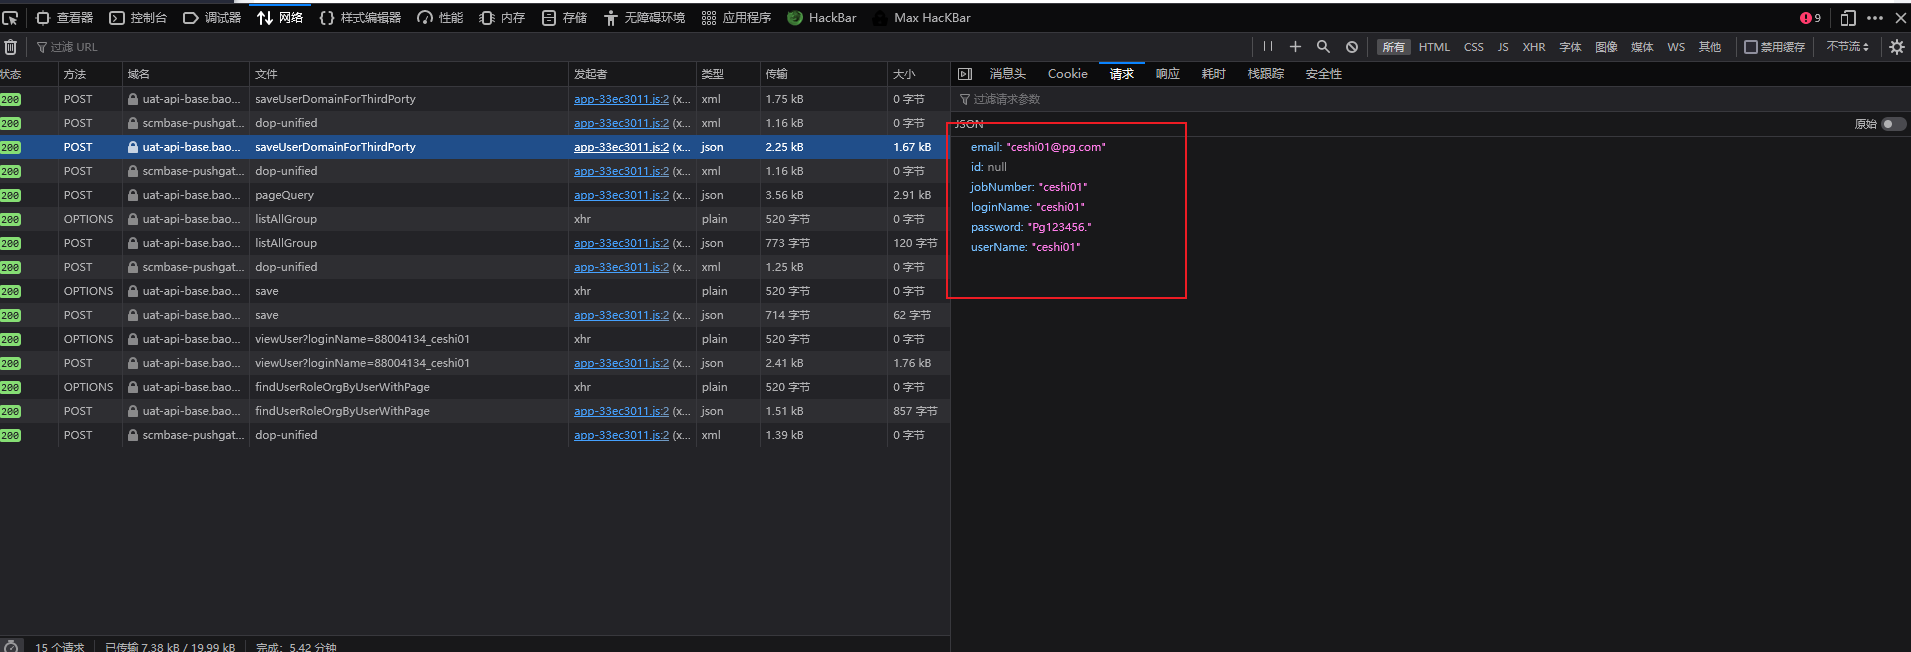 查看器 控制台 调试器 网络 样式编辑器 性能 内存 存储 无障碍环境 应用程序 HackBar Max HacKBar 9
过滤 URL 所有 HTML CSS JS XHR 字体 图像 媒体 WS 其他 禁用缓存 不节流
状态 方法 域名 文件 发起者 类型 传输 大小 消息头 Cookie 请求 响应 耗时 栈跟踪 安全性
200 POST uat-api-base.bao... saveUserDomainForThirdPorty app-33ec3011.js:2 (x... xml 1.75 kB 0 字节 过滤请求参数
200 POST scmbase-pushgat... dop-unified app-33ec3011.js:2 (x... xml 1.16 kB 0 字节 JSON 原始
200 POST uat-api-base.bao... saveUserDomainForThirdPorty app-33ec3011.js:2 (x... json 2.25 kB 1.67 kB email: "ceshi01@pg.com"
200 POST scmbase-pushgat... dop-unified app-33ec3011.js:2 (x... xml 1.16 kB 0 字节 id: null
200 POST uat-api-base.bao... pageQuery app-33ec3011.js:2 (x... json 3.56 kB 2.91 kB jobNumber: "ceshi01"
loginName: "ceshi01"
200 OPTIONS uat-api-base.bao... listAllGroup xhr plain 520 字节 0 字节 password: "Pg123456."
200 POST uat-api-base.bao... listAllGroup app-33ec3011.js:2 (x... json 773 字节 120 字节 userName: "ceshi01"
200 POST scmbase-pushgat... dop-unified app-33ec3011.js:2 (x... xml 1.25 kB 0 字节
200 OPTIONS uat-api-base.bao... save xhr plain 520 字节 0 字节
200 POST uat-api-base.bao... save app-33ec3011.js:2 (x... json 714 字节 62 字节
200 OPTIONS uat-api-base.bao... viewUser?loginName=88004134_ceshi01 xhr plain 520 字节 0 字节
200 POST uat-api-base.bao... viewUser?loginName=88004134_ceshi01 app-33ec3011.js:2 (x... json 2.41 kB 1.76 kB
200 OPTIONS uat-api-base.bao... findUserRoleOrgByUserWithPage xhr plain 520 字节 0 字节
200 POST uat-api-base.bao... findUserRoleOrgByUserWithPage app-33ec3011.js:2 (x... json 1.51 kB 857 字节
200 POST scmbase-pushgat... dop-unified app-33ec3011.js:2 (x... xml 1.39 kB 0 字节
15 个请求 已传输 7.38 kB / 19.99 kB 完成：5.42 分钟